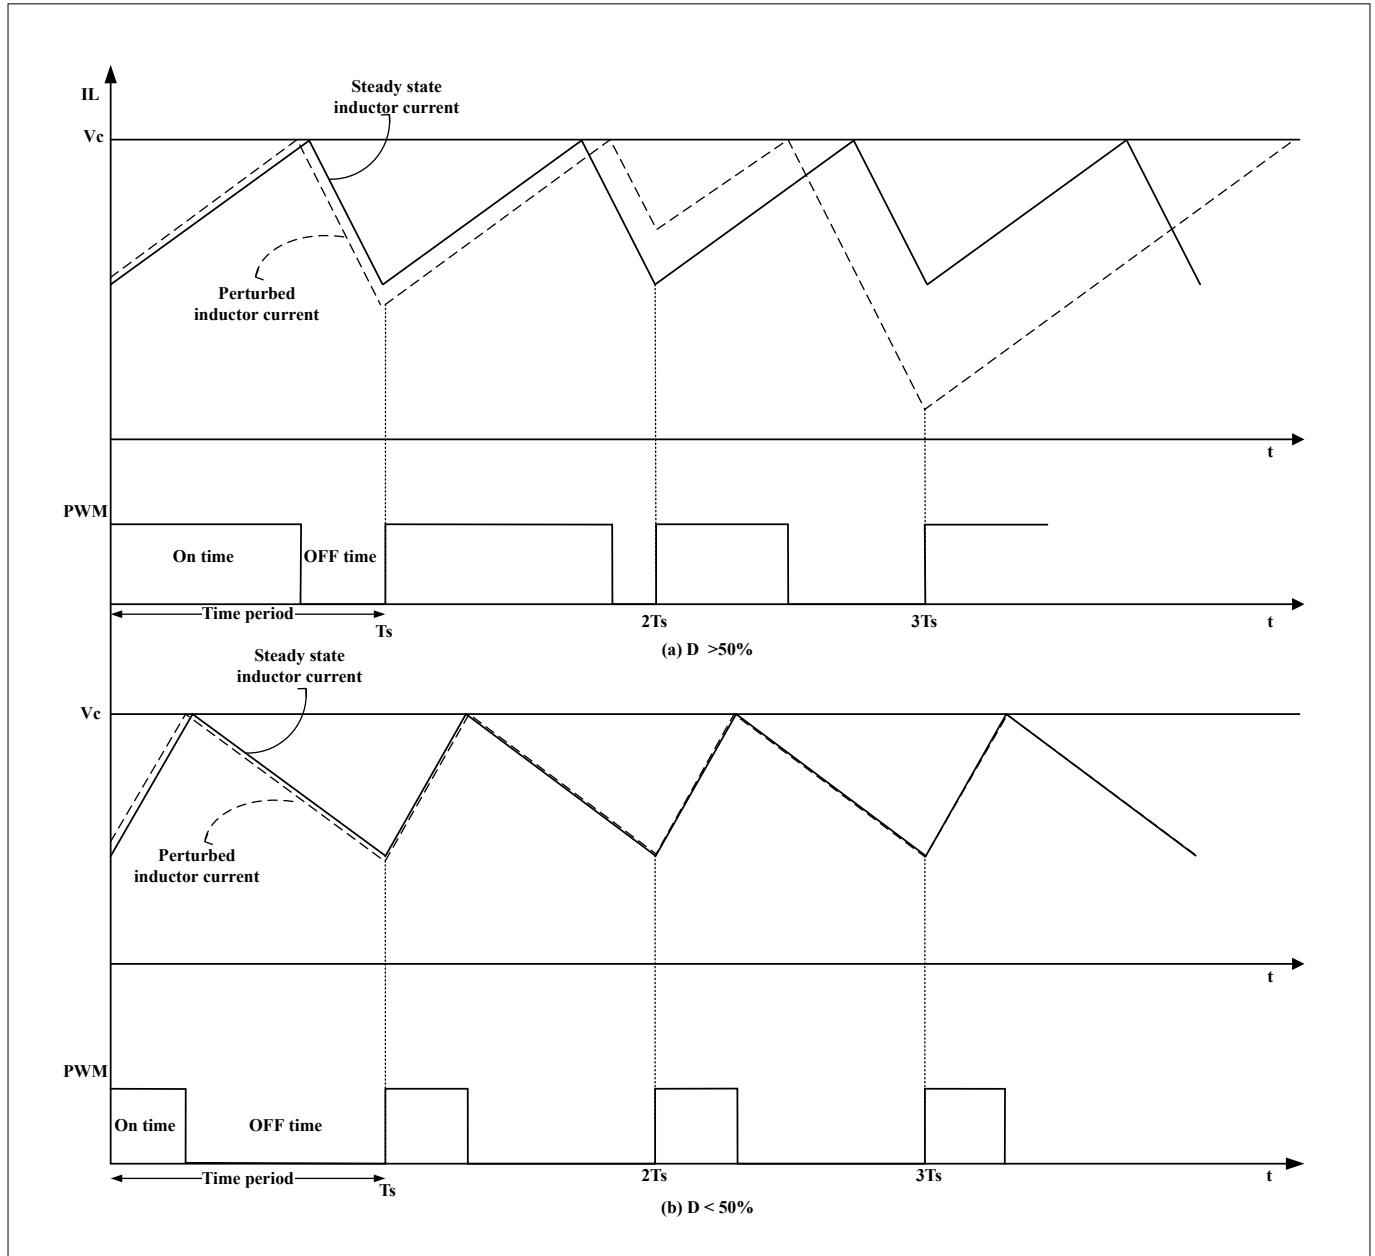 Steady state
inductor current
IL
Vc
Perturbed
inductor current
t
PWM
On time
OFF time
Time period
Ts
2Ts
3Ts
t
(a) D >50%
Steady state
inductor current
Vc
Perturbed
inductor current
t
PWM
On time
OFF time
Time period
Ts
2Ts
3Ts
t
(b) D < 50%